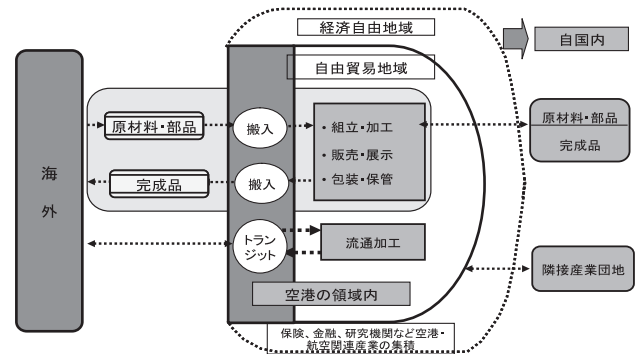 経済自由地域
自国内
自由貿易地域
海
外
原材料・部品
搬入
・組立・加工
・販売・展示
・包装・保管
原材料・部品
完成品
完成品
搬入
トラン
ジット
流通加工
隣接産業団地
空港の領域内
保険、金融、研究機関など空港・
航空関連産業の集積